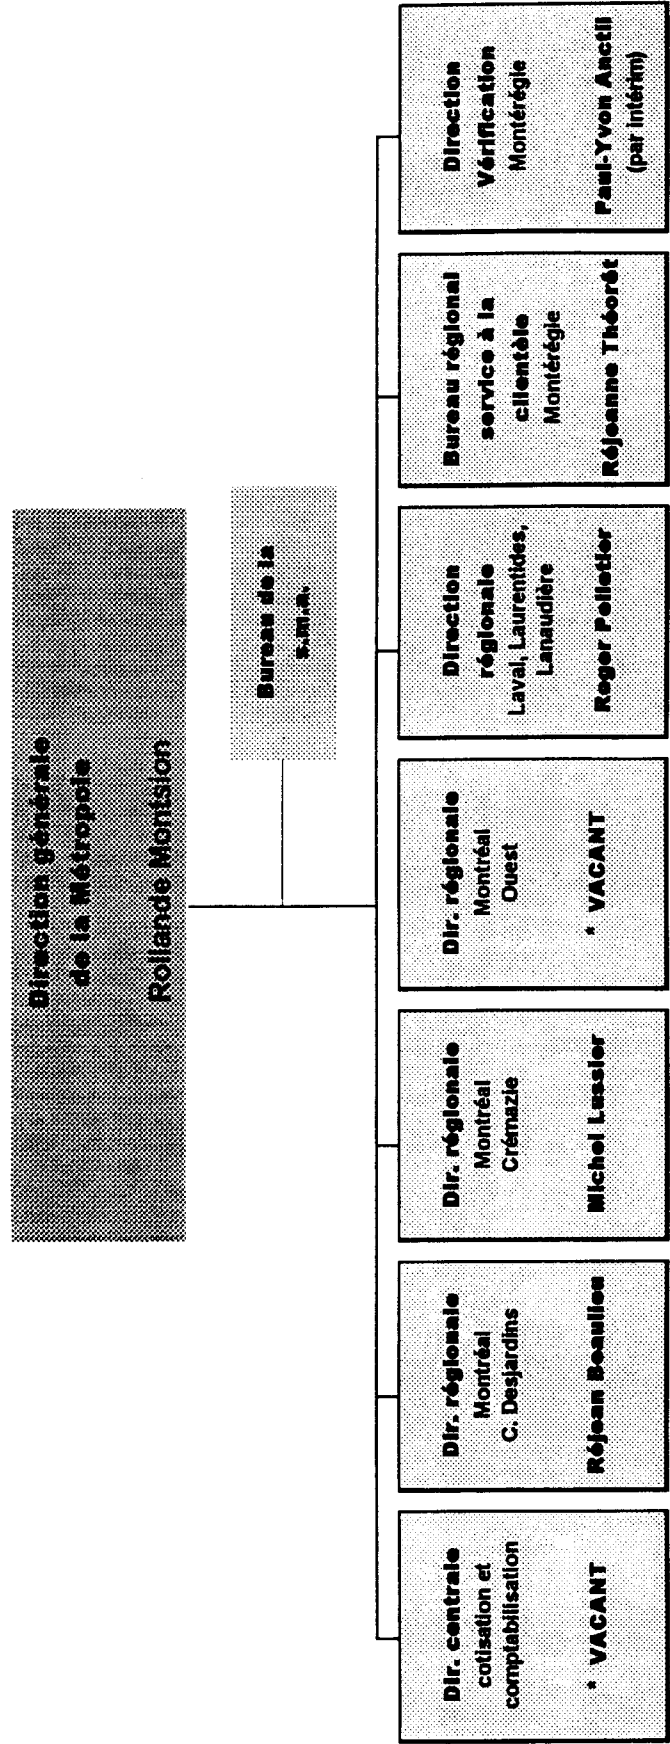 Direction générale
de la Métropole
Rollande Montsion
Bureau de la
s.m.a.
Dir. centrale
cotisation et
comptabilisation
* VACANT
Dir. régionale
Montréal
C. Desjardins
Réjean Beaulieu
Dir. régionale
Montréal
Crémazie
Michel Lussier
Dir. régionale
Montréal
Ouest
* VACANT
Direction
régionale
Laval, Laurentides,
Lanaudière
Roger Pelletier
Bureau régional
service à la
clientèle
Montérégie
Réjeanne Théorêt
Direction
Vérification
Montérégie
Paul-Yvon Anctil
(par intérim)